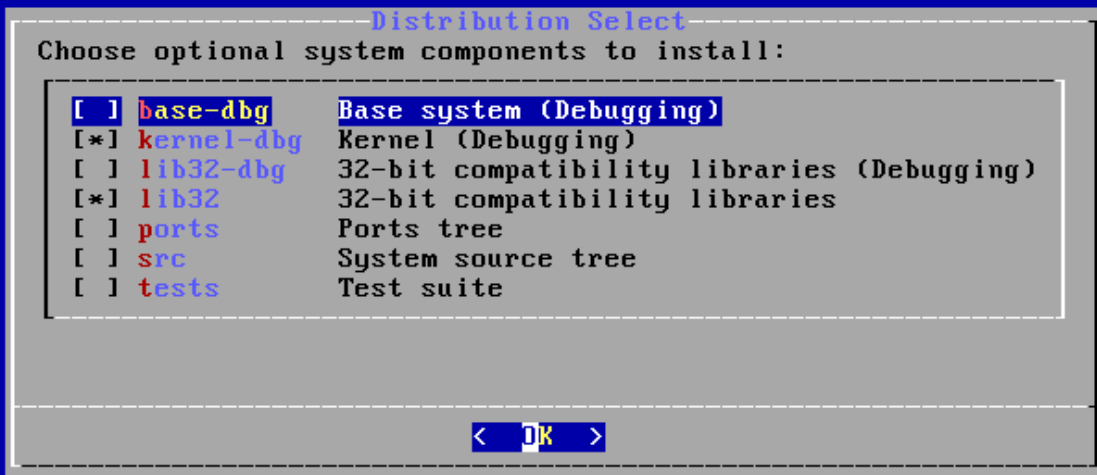 Distribution Select
Choose optional system components to install:
[ ] base-dbg Base system (Debugging)
[*] kernel-dbg Kernel (Debugging)
[ ] lib32-dbg 32-bit compatibility libraries (Debugging)
[*] lib32 32-bit compatibility libraries
[ ] ports Ports tree
[ ] src System source tree
[ ] tests Test suite
< OK >